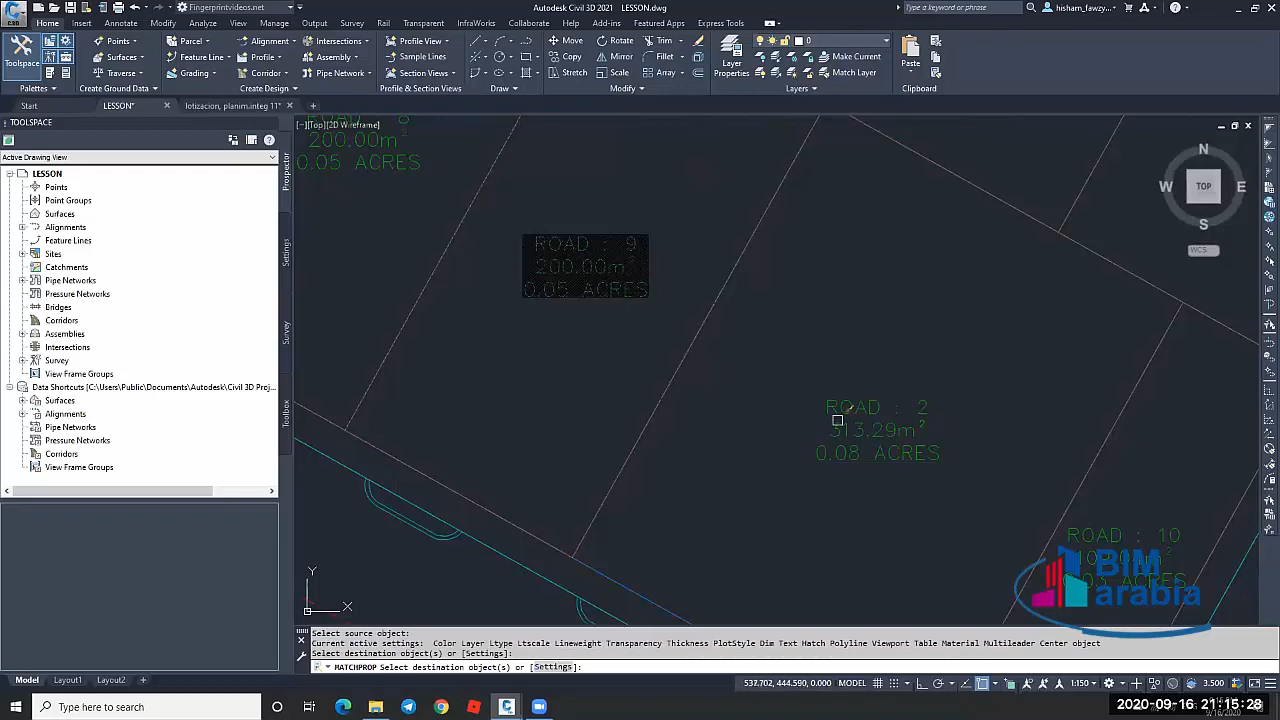 Fingerprintvideos.net
Autodesk Civil 3D 2021 LESSON.dwg
Type a keyword or phrase
hisham_fawzy...
Home Insert Annotate Modify Analyze View Manage Output Survey Rail Transparent InfraWorks Collaborate Help Add-ins Featured Apps Express Tools
Toolspace
Points
Surfaces
Traverse
Parcel
Feature Line
Grading
Alignment
Profile
Corridor
Intersections
Assembly
Pipe Network
Profile View
Sample Lines
Section Views
Move
Copy
Stretch
Rotate
Mirror
Scale
Trim
Fillet
Array
Layer
Properties
0
Make Current
Match Layer
Paste
Palettes
Create Ground Data
Create Design
Profile & Section Views
Draw
Modify
Layers
Clipboard
Start
LESSON*
lotizacion, planim.integ 11*
TOOLSPACE
Active Drawing View
LESSON
Points
Point Groups
Surfaces
Alignments
Feature Lines
Sites
Catchments
Pipe Networks
Pressure Networks
Bridges
Corridors
Assemblies
Intersections
Survey
View Frame Groups
Data Shortcuts [C:\Users\Public\Documents\Autodesk\Civil 3D Proj...
Surfaces
Alignments
Pipe Networks
Pressure Networks
Corridors
View Frame Groups
Prospector
Settings
Survey
Toolbox
[−][Top][2D Wireframe]
N
W TOP E
S
WCS
ROAD : 8
200.00m²
0.05 ACRES
ROAD : 9
200.00m²
0.05 ACRES
ROAD : 2
313.29m²
0.08 ACRES
ROAD : 10
0.03 ACRES
BIM
arabia
Y
X
Select source object:
Current active settings: Color Layer Ltype Ltscale Lineweight Transparency Thickness PlotStyle Dim Text Hatch Polyline Viewport Table Material Multileader Center object
Select destination object(s) or [Settings]:
MATCHPROP Select destination object(s) or [Settings]:
Model Layout1 Layout2
537.702, 444.590, 0.000 MODEL
1:150
3.500
Type here to search
2020-09-16 21:15:28